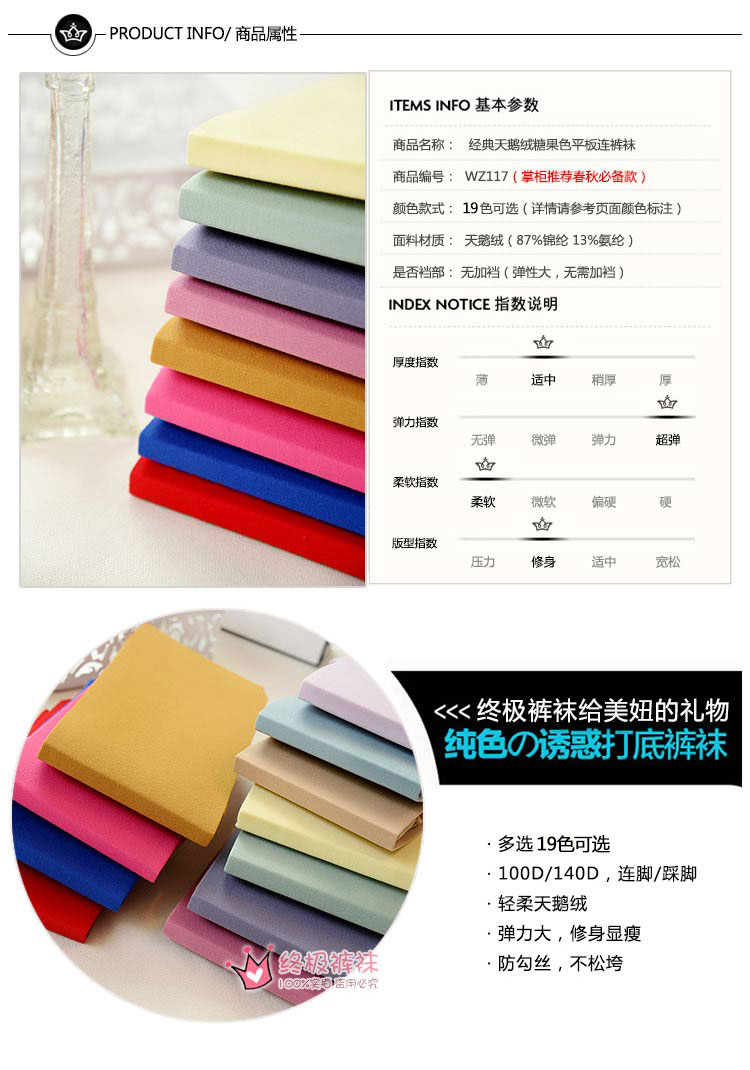 PRODUCT INFO/ 商品属性
ITEMS INFO 基本参数
商品名称： 经典天鹅绒糖果色平板连裤袜
商品编号： WZ117（掌柜推荐春秋必备款）
颜色款式： 19色可选（详情请参考页面颜色标注）
面料材质： 天鹅绒（87%锦纶 13%氨纶）
是否裆部： 无加裆（弹性大，无需加裆）
INDEX NOTICE 指数说明
厚度指数
薄 适中 稍厚 厚
弹力指数
无弹 微弹 弹力 超弹
柔软指数
柔软 微软 偏硬 硬
版型指数
压力 修身 适中 宽松
<<< 终极裤袜给美妞的礼物
纯色の诱惑打底裤袜
· 多选 19色可选
· 100D/140D，连脚/踩脚
· 轻柔天鹅绒
· 弹力大，修身显瘦
· 防勾丝，不松垮
终极裤袜
100%实拍 盗用必究